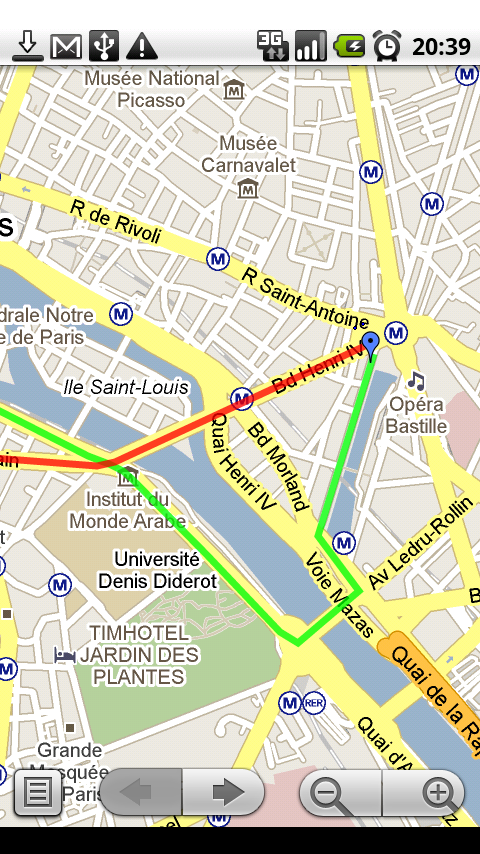 3G
20:39
Musée National
Picasso
M
Musée
Carnavalet
M
M
R de Rivoli
S
M
R Saint-Antoine
drale Notre
e de Paris
M
M
Bd Henri IV
Ile Saint-Louis
M
Opéra
Bastille
Quai Henri IV
Bd Morland
ain
Institut du
Monde Arabe
M
Av Ledru-Rollin
Université
Denis Diderot
M
Voie Mazas
B
TIMHOTEL
JARDIN DES
PLANTES
M
Quai de la Ra
M
RER
Quai d'A
Grande
Mosquée
Paris
M
z